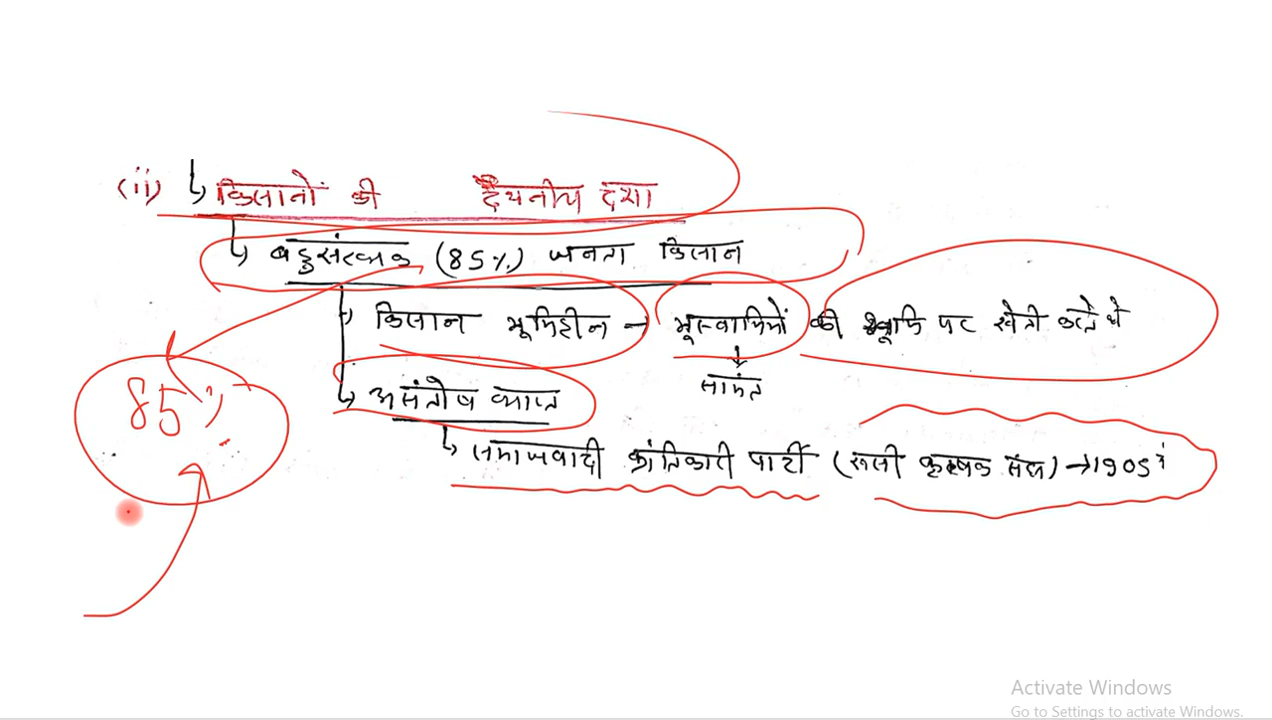 (ii) ↳ किसानों की दयनीय दशा
↳ बहुसंख्यक (85%) जनता किसान
↳ किसान भूमिहीन → भूस्वामियों की भूमि पर खेती करते थे
↓
सामंत
↳ असंतोष व्याप्त
85%
↳ समाजवादी क्रांतिकारी पार्टी (रूसी कृषक संघ) → 1905 में
Activate Windows
Go to Settings to activate Windows.